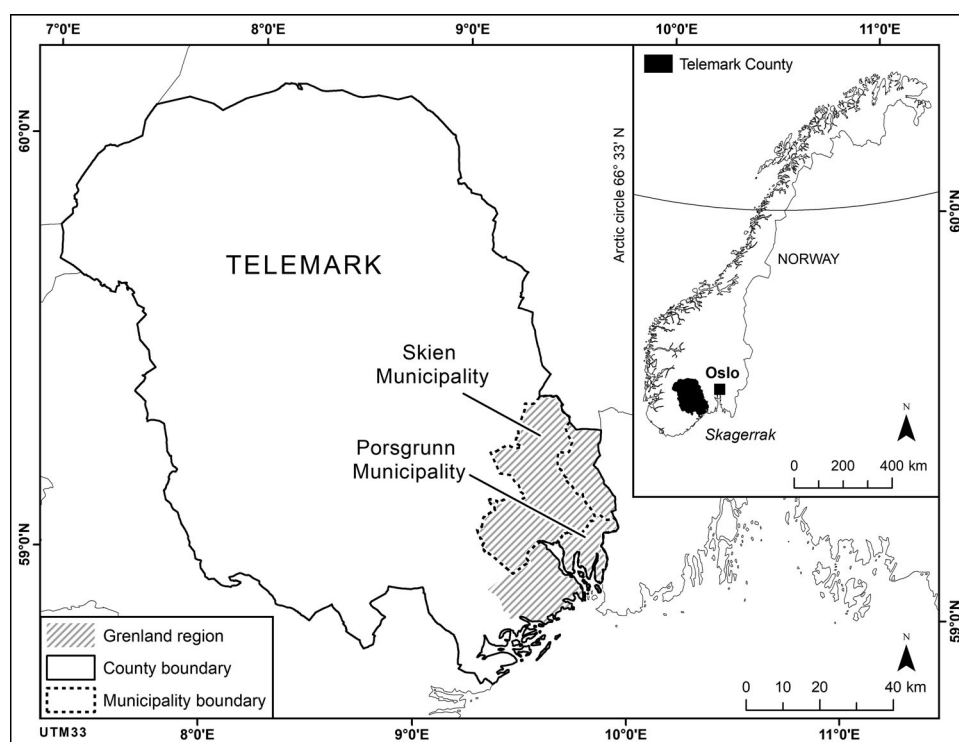 7°0'E
8°0'E
9°0'E
10°0'E
11°0'E
60°0'N
59°0'N
TELEMARK
Skien
Municipality
Porsgrunn
Municipality
Telemark County
Arctic circle 66° 33' N
NORWAY
Oslo
Skagerrak
N
0 200 400 km
60°0'N
59°0'N
Grenland region
County boundary
Municipality boundary
N
0 10 20 40 km
UTM33
8°0'E
9°0'E
10°0'E
11°0'E